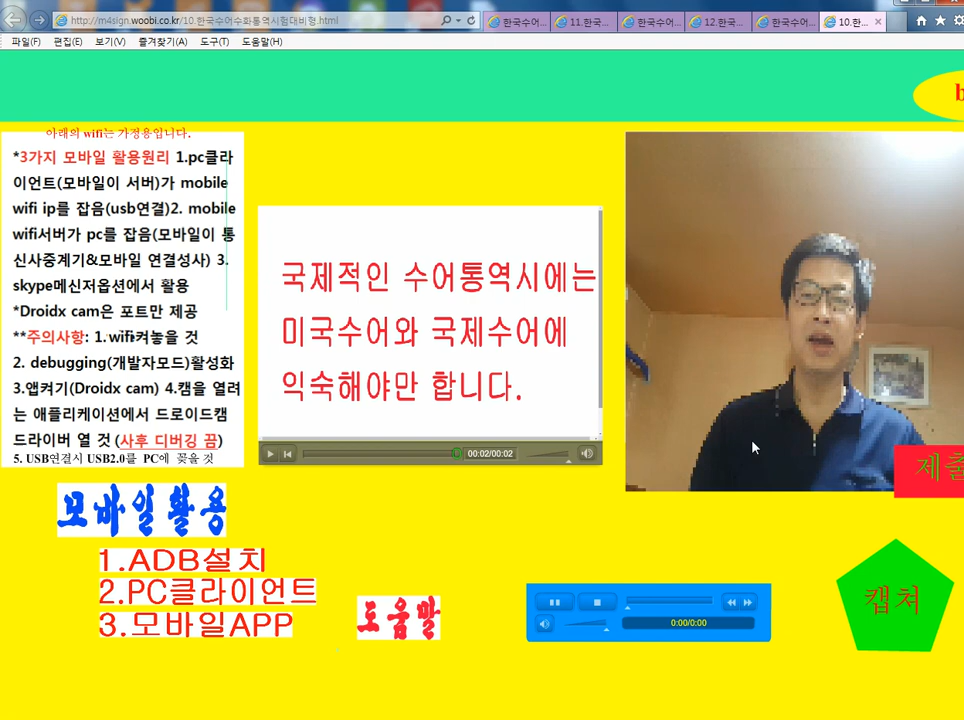 http://m4sign.woobi.co.kr/10.한국수어수화통역시험대비형.html
한국수어...
11.한국...
한국수어...
12.한국...
한국수어...
10.한...
파일(F) 편집(E) 보기(V) 즐겨찾기(A) 도구(T) 도움말(H)
b
아래의 wifi는 가정용입니다.
*3가지 모바일 활용원리 1.pc클라
이언트(모바일이 서버)가 mobile
wifi ip를 잡음(usb연결)2. mobile
wifi서버가 pc를 잡음(모바일이 통
신사중계기&모바일 연결성사) 3.
skype메신저옵션에서 활용
*Droidx cam은 포트만 제공
**주의사항: 1.wifi켜놓을 것
2. debugging(개발자모드)활성화
3.앱켜기(Droidx cam) 4.캠을 열려
는 애플리케이션에서 드로이드캠
드라이버 열 것 (사후 디버깅 끔)
5. USB연결시 USB2.0를 PC에 꽂을 것
국제적인 수어통역시에는
미국수어와 국제수어에
익숙해야만 합니다.
00:02/00:02
제출
모바일활용
1.ADB설치
2.PC클라이언트
3.모바일APP
도움말
0:00/0:00
캡쳐